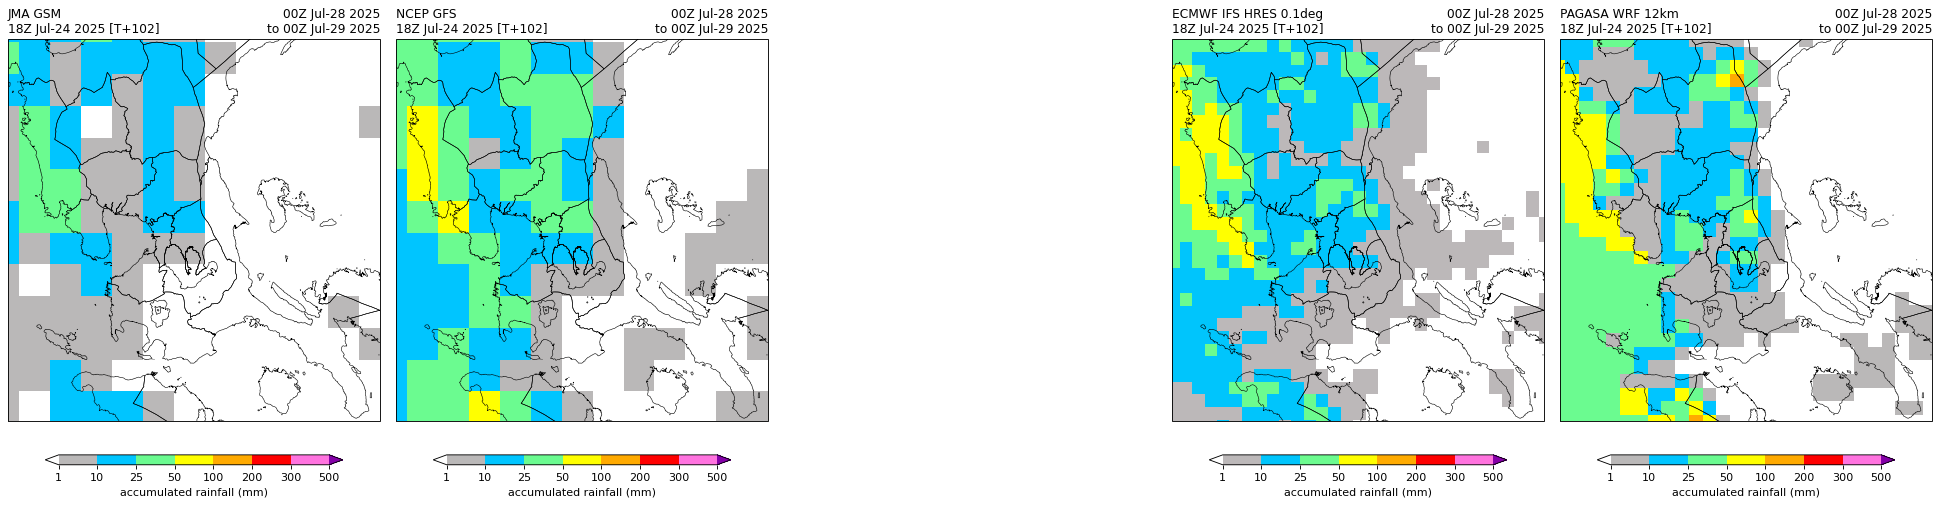 JMA GSM 00Z Jul-28 2025
18Z Jul-24 2025 [T+102] to 00Z Jul-29 2025
1 10 25 50 100 200 300 500
accumulated rainfall (mm)
NCEP GFS 00Z Jul-28 2025
18Z Jul-24 2025 [T+102] to 00Z Jul-29 2025
1 10 25 50 100 200 300 500
accumulated rainfall (mm)
ECMWF IFS HRES 0.1deg 00Z Jul-28 2025
18Z Jul-24 2025 [T+102] to 00Z Jul-29 2025
1 10 25 50 100 200 300 500
accumulated rainfall (mm)
PAGASA WRF 12km 00Z Jul-28 2025
18Z Jul-24 2025 [T+102] to 00Z Jul-29 2025
1 10 25 50 100 200 300 500
accumulated rainfall (mm)